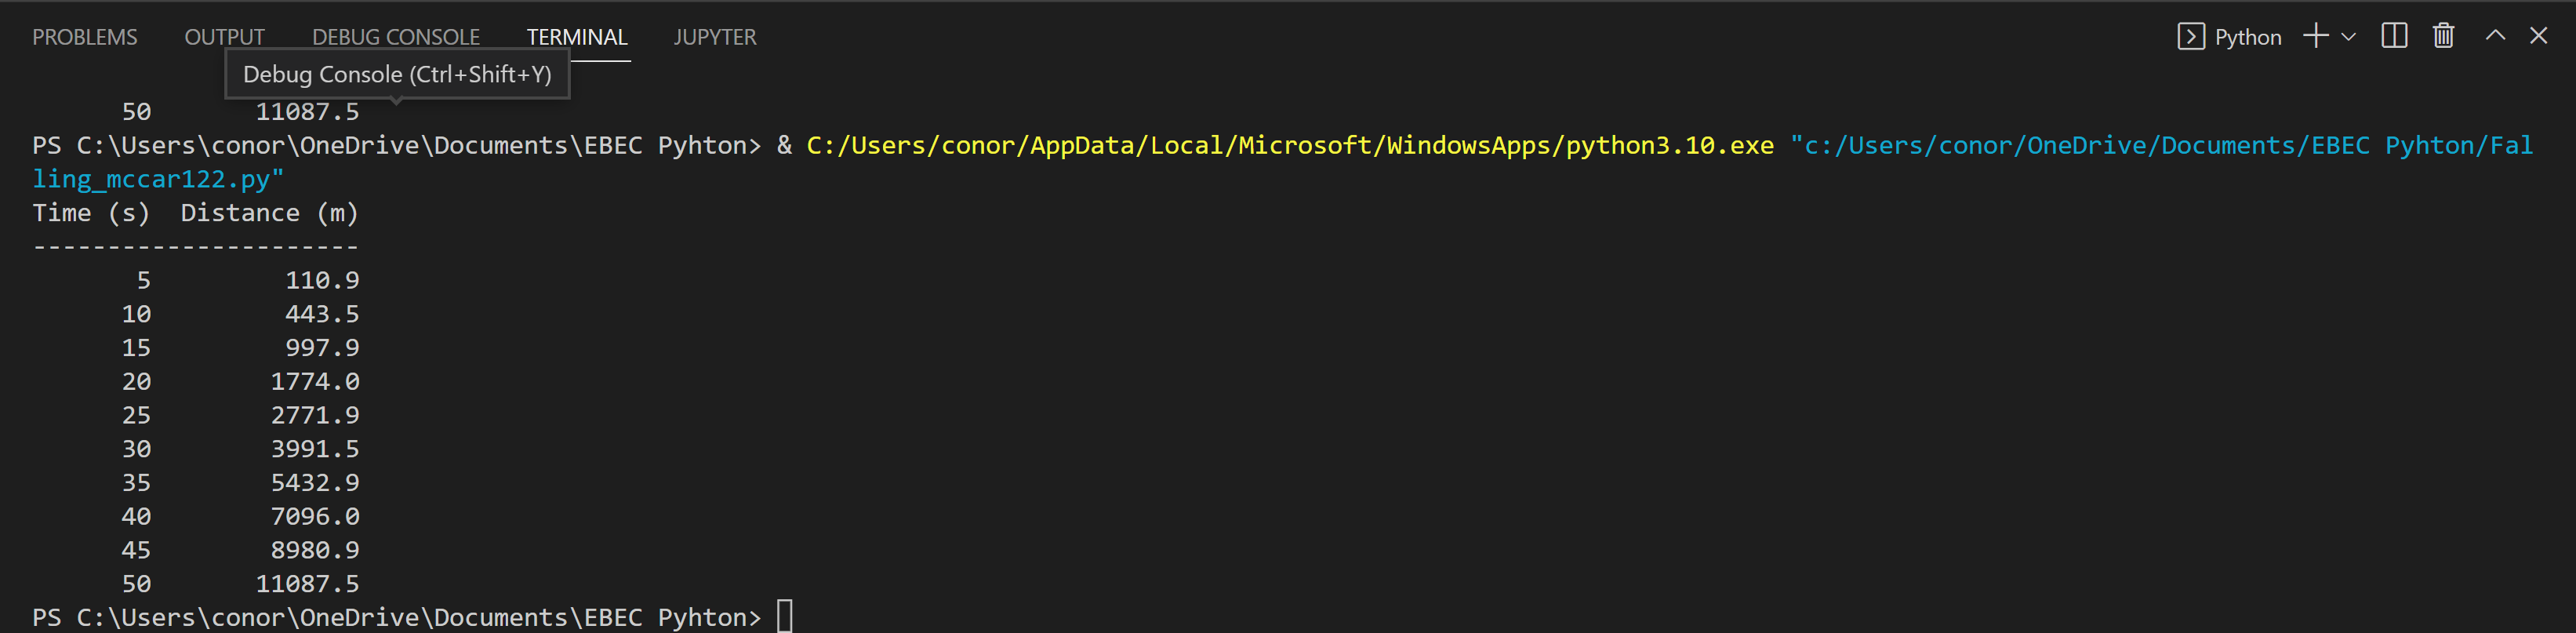 PROBLEMS OUTPUT DEBUG CONSOLE TERMINAL JUPYTER Python
Debug Console (Ctrl+Shift+Y)
50 11087.5
PS C:\Users\conor\OneDrive\Documents\EBEC Pyhton> & C:/Users/conor/AppData/Local/Microsoft/WindowsApps/python3.10.exe "c:/Users/conor/OneDrive/Documents/EBEC Pyhton/Fal
ling_mccar122.py"
Time (s) Distance (m)
----------------------
5 110.9
10 443.5
15 997.9
20 1774.0
25 2771.9
30 3991.5
35 5432.9
40 7096.0
45 8980.9
50 11087.5
PS C:\Users\conor\OneDrive\Documents\EBEC Pyhton>